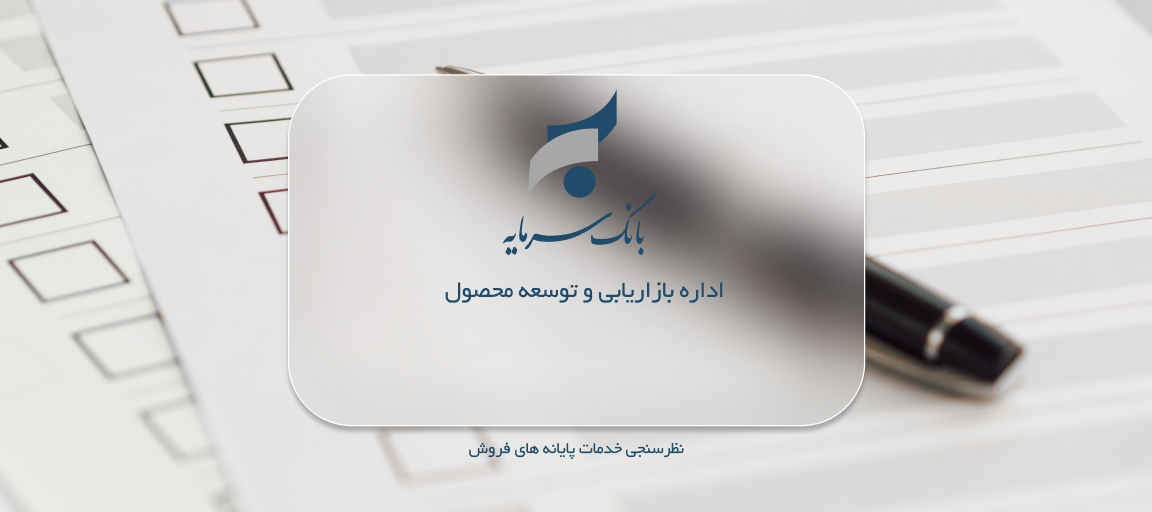 بانک سرمایه
اداره بازاریابی و توسعه محصول
نظرسنجی خدمات پایانه های فروش